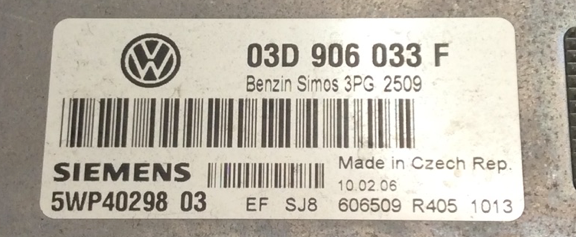 03D 906 033 F
Benzin Simos 3PG 2509
SIEMENS
Made in Czech Rep.
10.02.06
5WP40298 03 EF SJ8 606509 R405 1013